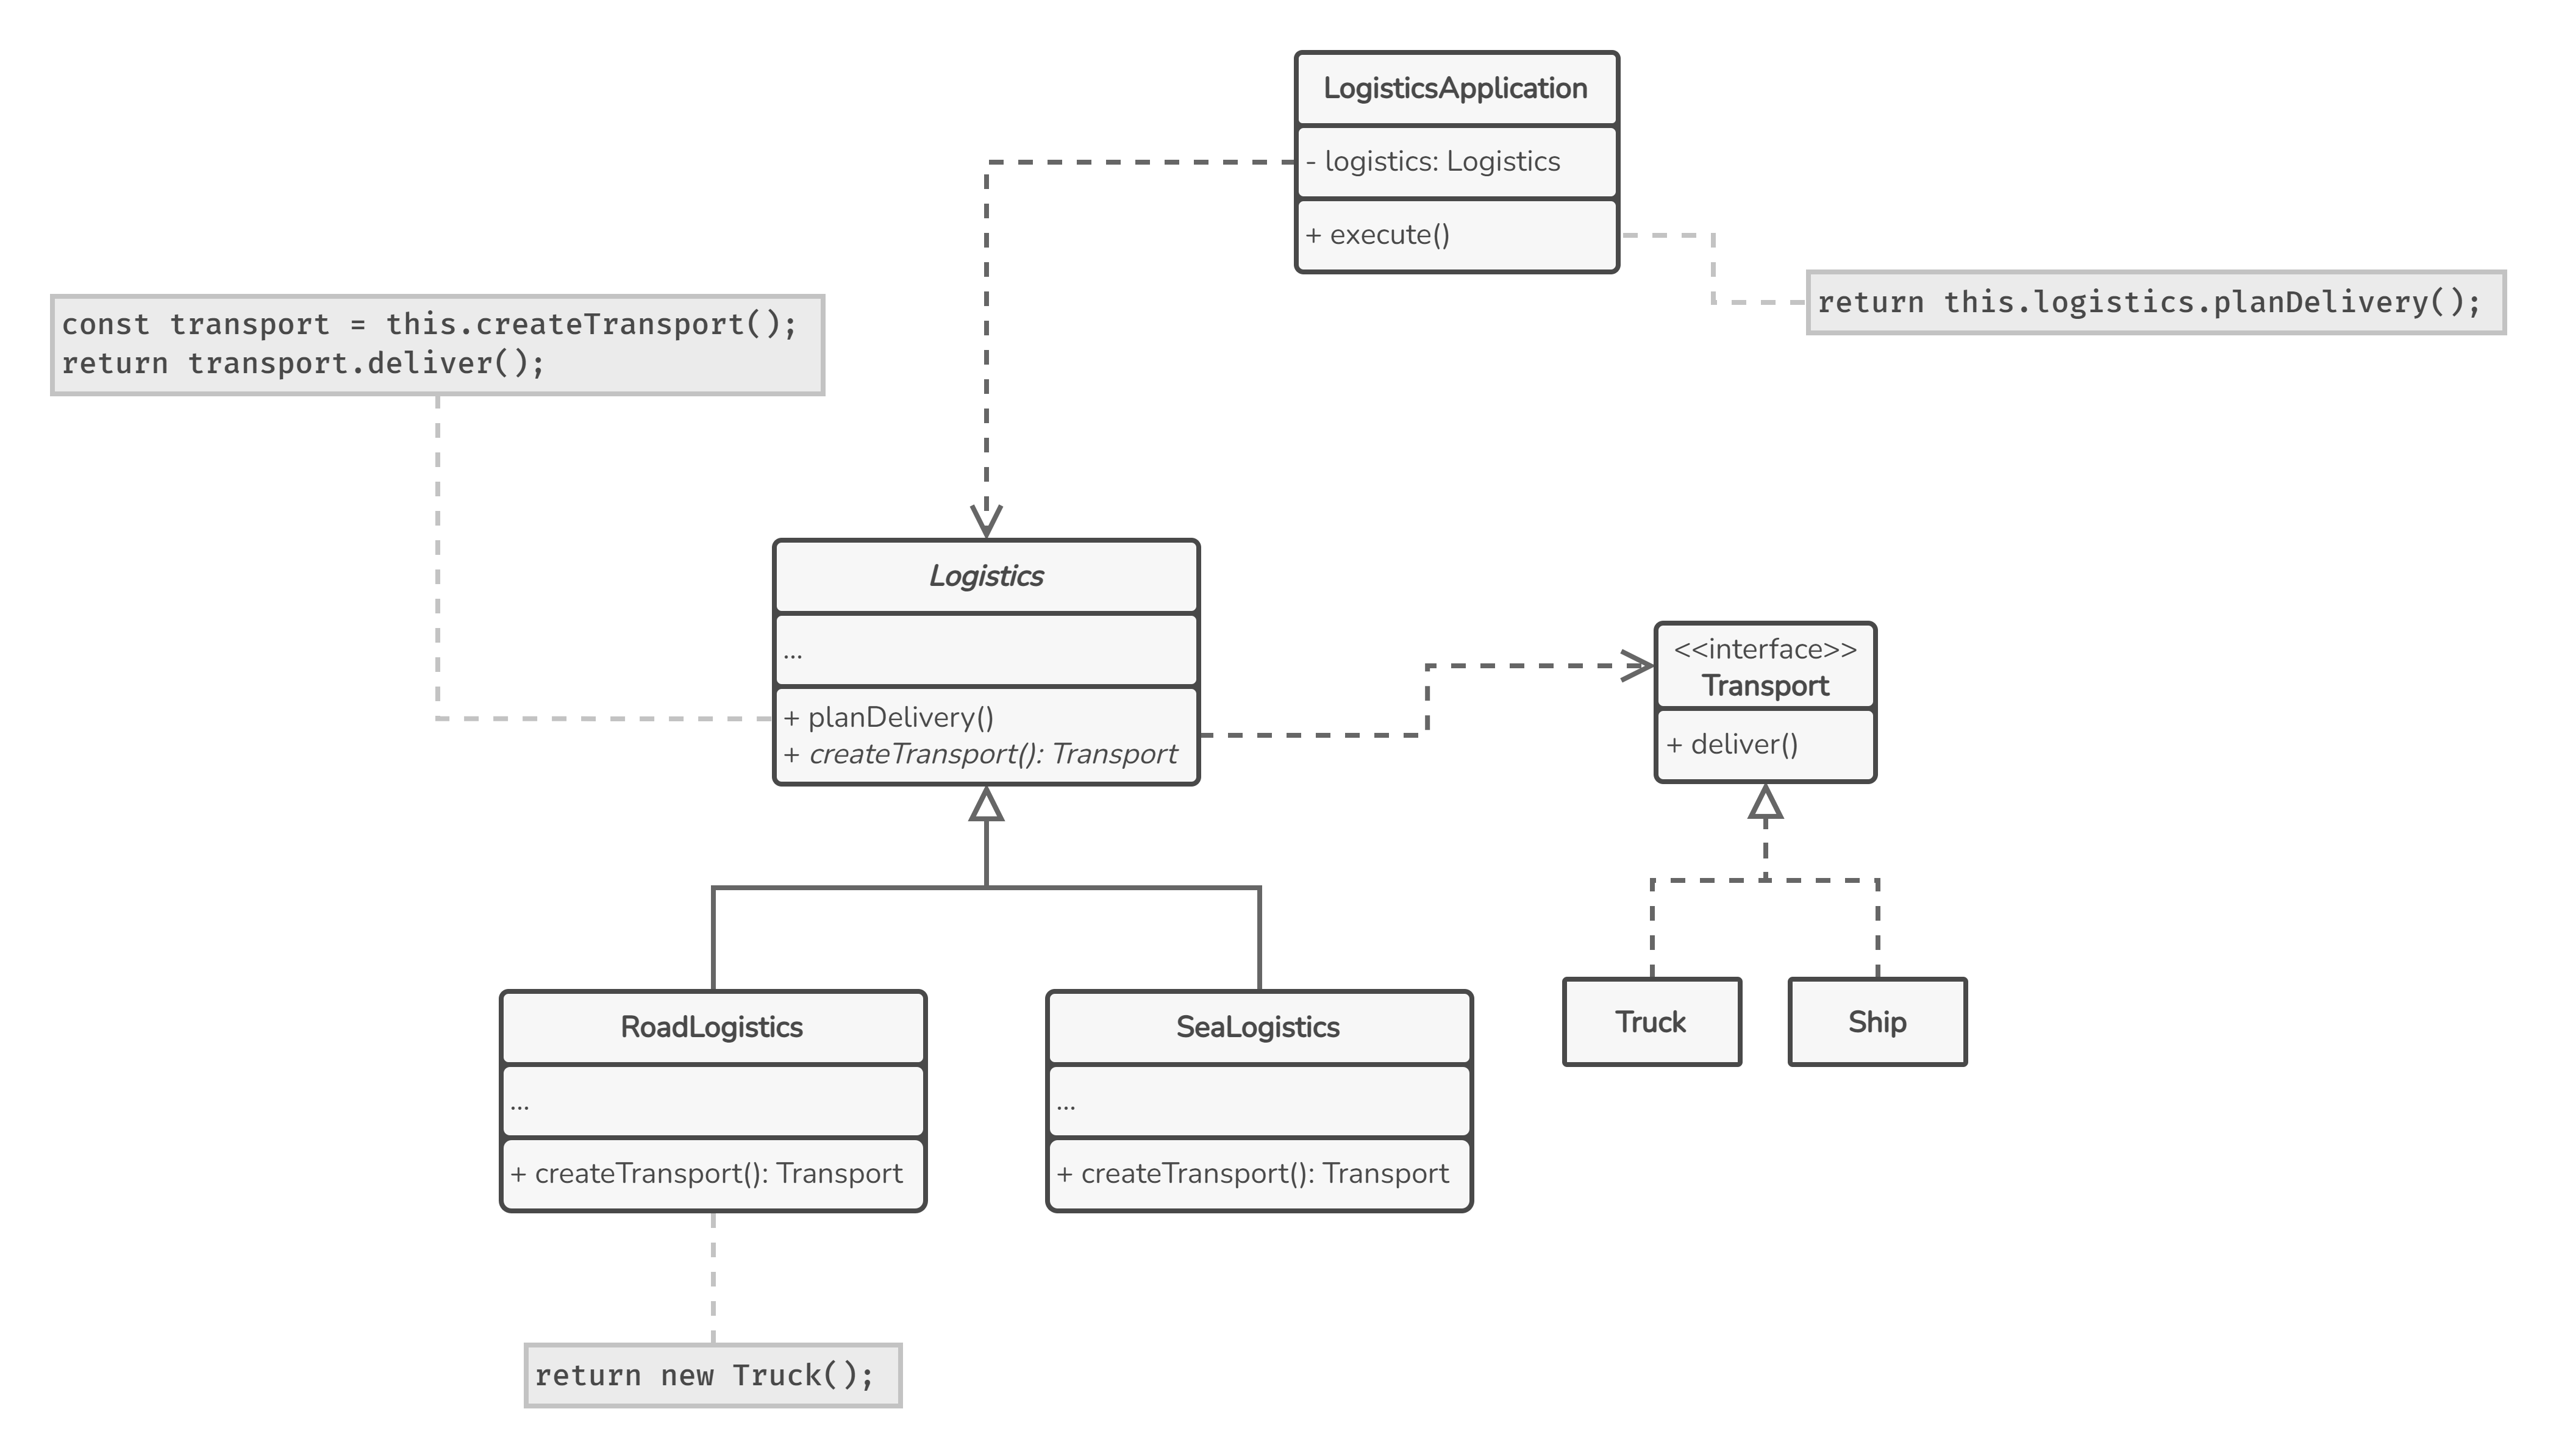 LogisticsApplication
- logistics: Logistics
+ execute()
return this.logistics.planDelivery();
const transport = this.createTransport();
return transport.deliver();
Logistics
...
+ planDelivery()
+ createTransport(): Transport
<<interface>>
Transport
+ deliver()
RoadLogistics
...
+ createTransport(): Transport
SeaLogistics
...
+ createTransport(): Transport
Truck
Ship
return new Truck();